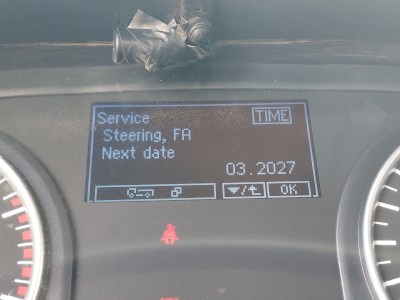 Service TIME
Steering, FA
Next date
03.2027
OK